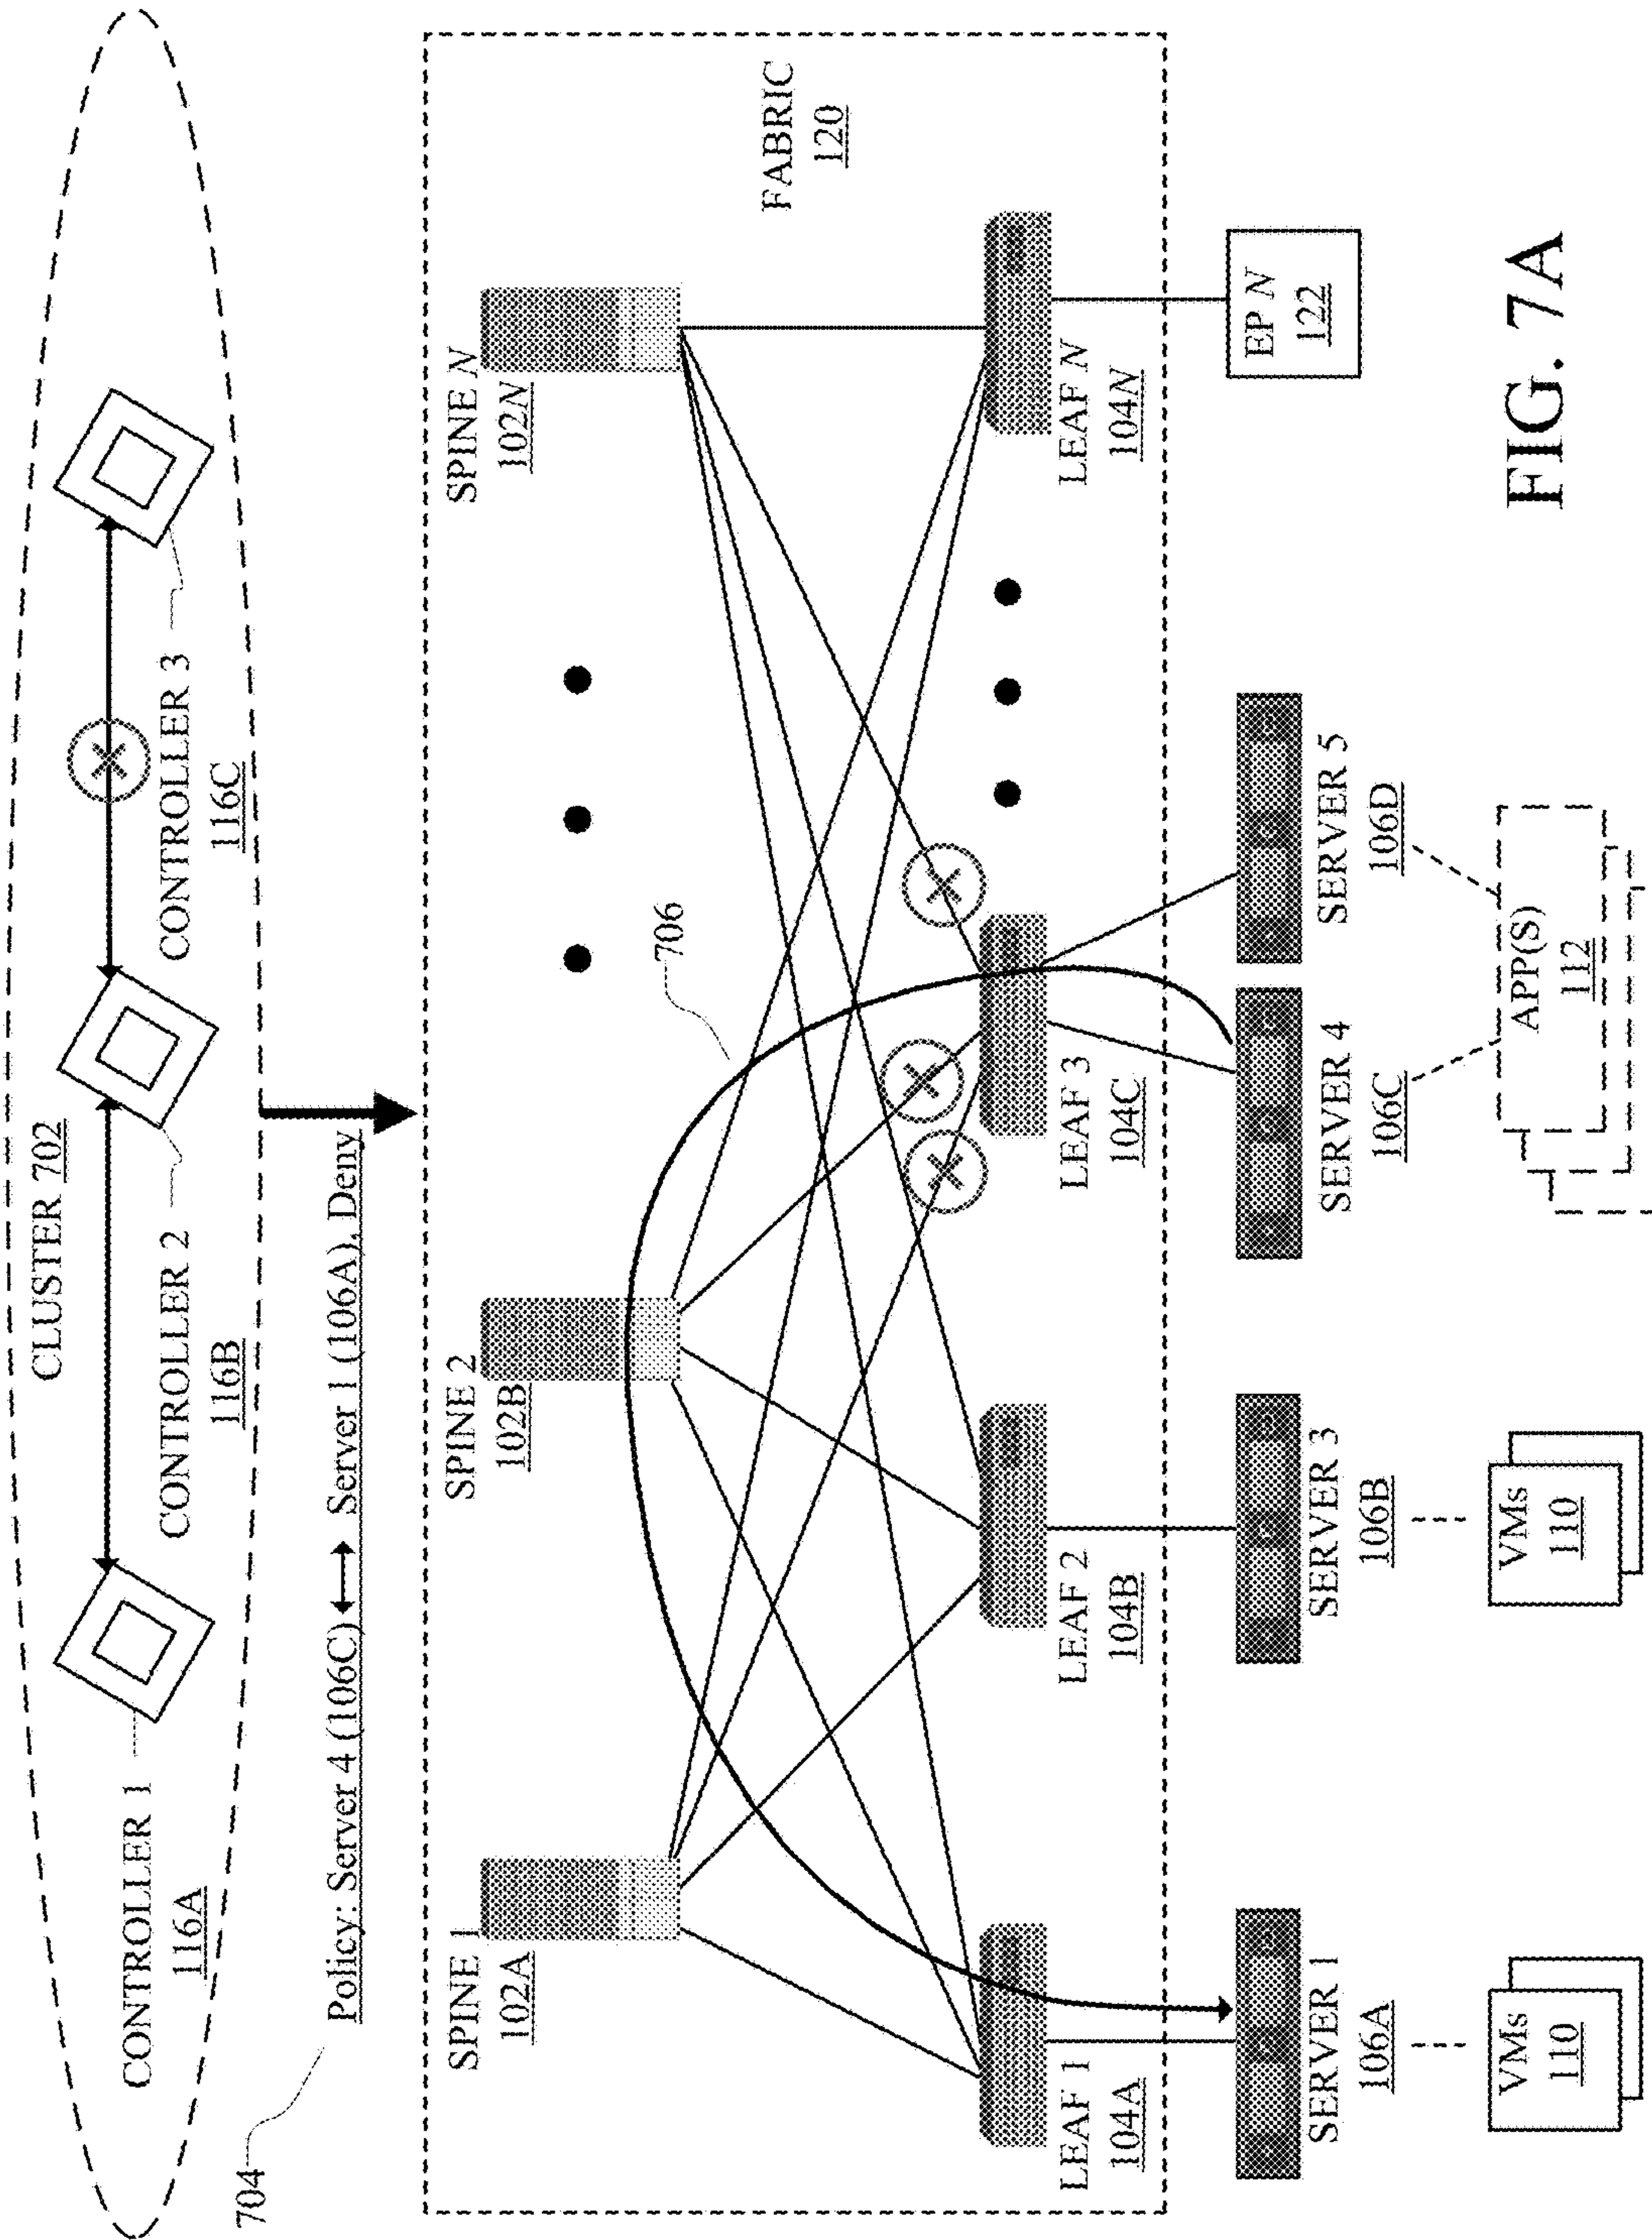 CLUSTER 702
CONTROLLER 1
116A
CONTROLLER 2
116B
CONTROLLER 3
116C
704
Policy: Server 4 (106C) ↔ Server 1 (106A), Deny
SPINE 1
102A
SPINE 2
102B
SPINE N
102N
706
FABRIC
120
LEAF 1
104A
LEAF 2
104B
LEAF 3
104C
LEAF N
104N
SERVER 1
106A
SERVER 3
106B
SERVER 4
106C
SERVER 5
106D
EP N
122
VMs
110
VMs
110
APP(S)
112
FIG. 7A